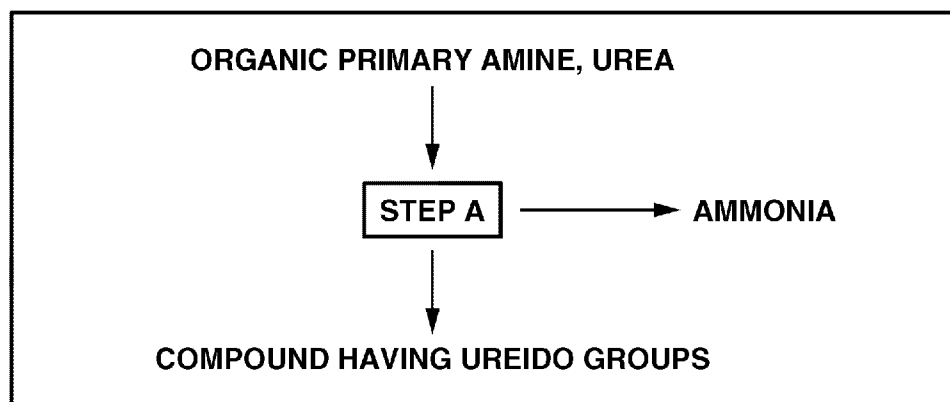 ORGANIC PRIMARY AMINE, UREA
STEP A
AMMONIA
COMPOUND HAVING UREIDO GROUPS